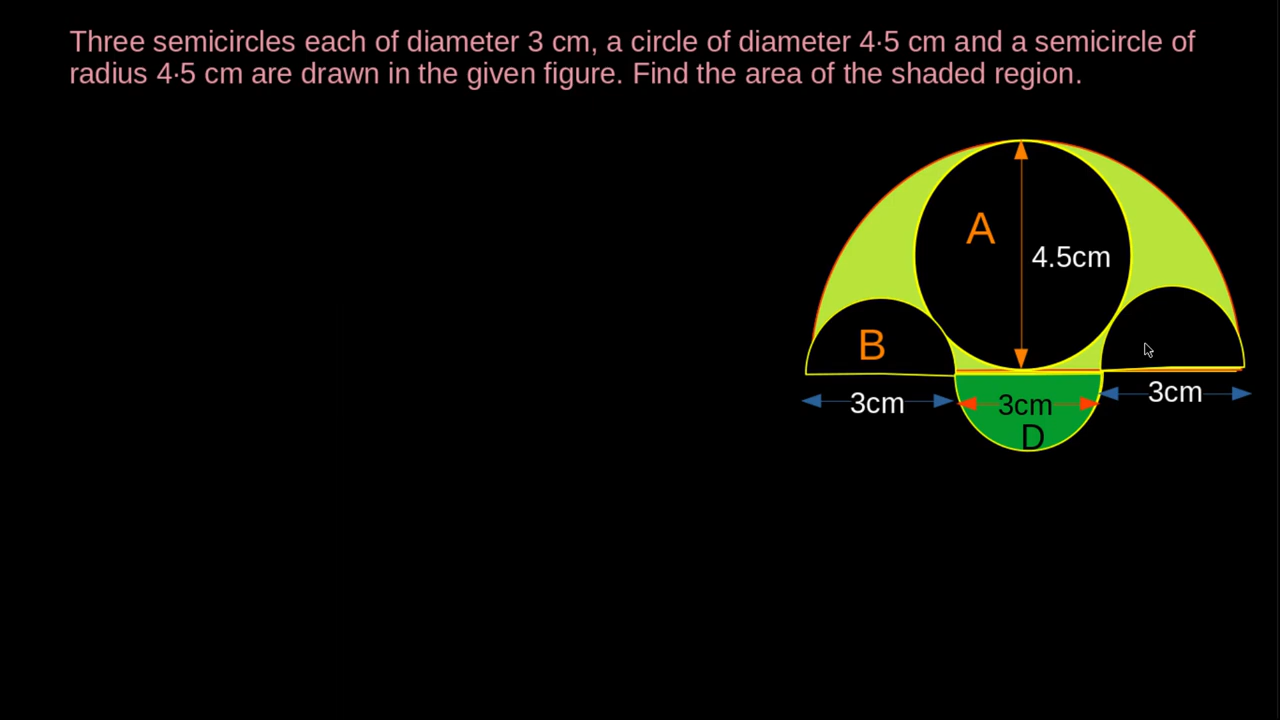 Three semicircles each of diameter 3 cm, a circle of diameter 4·5 cm and a semicircle of
radius 4·5 cm are drawn in the given figure. Find the area of the shaded region.
A
4.5cm
B
3cm
3cm
3cm
D